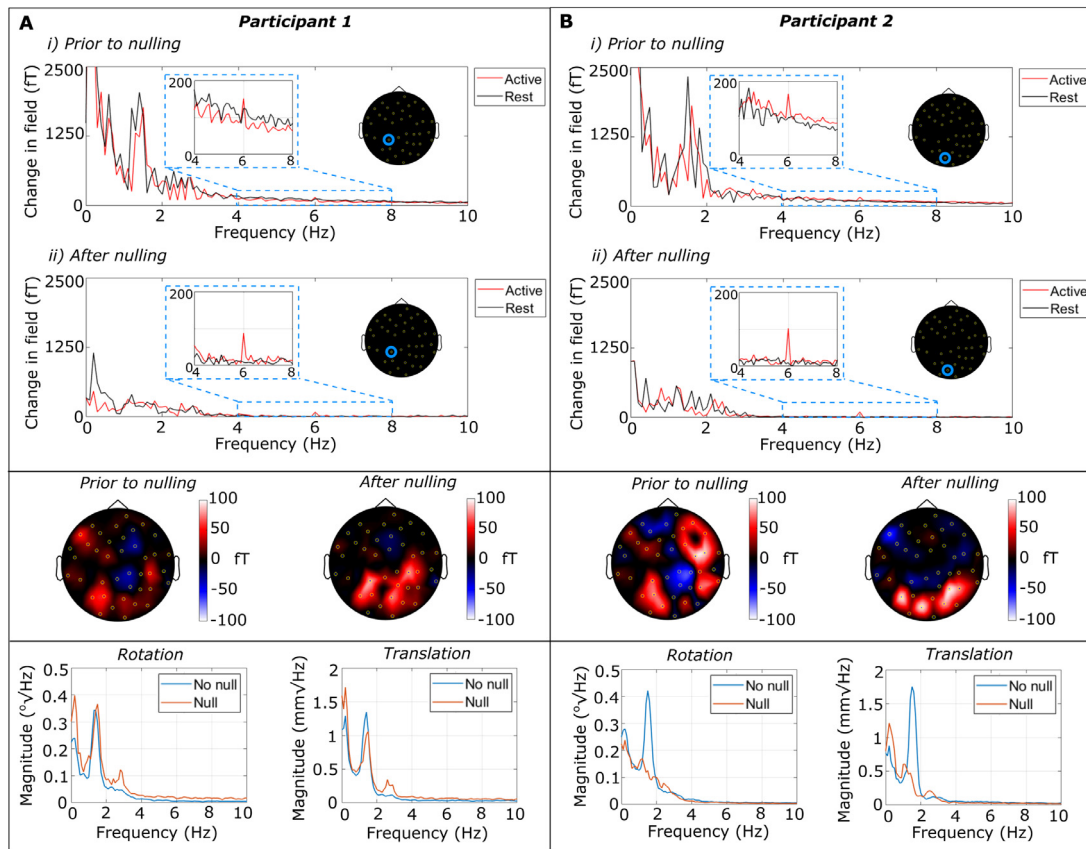 A
Participant 1
i) Prior to nulling
2500
1250
0
Change in field (fT)
0 2 4 6 8 10
Frequency (Hz)
200
0
4 6 8
Active
Rest
ii) After nulling
2500
1250
0
Change in field (fT)
0 2 4 6 8 10
Frequency (Hz)
200
0
4 6 8
Active
Rest
B
Participant 2
i) Prior to nulling
2500
1250
0
Change in field (fT)
0 2 4 6 8 10
Frequency (Hz)
200
0
4 6 8
Active
Rest
ii) After nulling
2500
1250
0
Change in field (fT)
0 2 4 6 8 10
Frequency (Hz)
200
0
4 6 8
Active
Rest
Prior to nulling
100
50
0 fT
-50
-100
After nulling
100
50
0 fT
-50
-100
Prior to nulling
100
50
0 fT
-50
-100
After nulling
100
50
0 fT
-50
-100
Rotation
0.5
0.4
0.3
0.2
0.1
0
Magnitude (°√Hz)
0 2 4 6 8 10
Frequency (Hz)
No null
Null
Translation
2
1.5
1
0.5
0
Magnitude (mm√Hz)
0 2 4 6 8 10
Frequency (Hz)
No null
Null
Rotation
0.5
0.4
0.3
0.2
0.1
0
Magnitude (°√Hz)
0 2 4 6 8 10
Frequency (Hz)
No null
Null
Translation
2
1.5
1
0.5
0
Magnitude (mm√Hz)
0 2 4 6 8 10
Frequency (Hz)
No null
Null